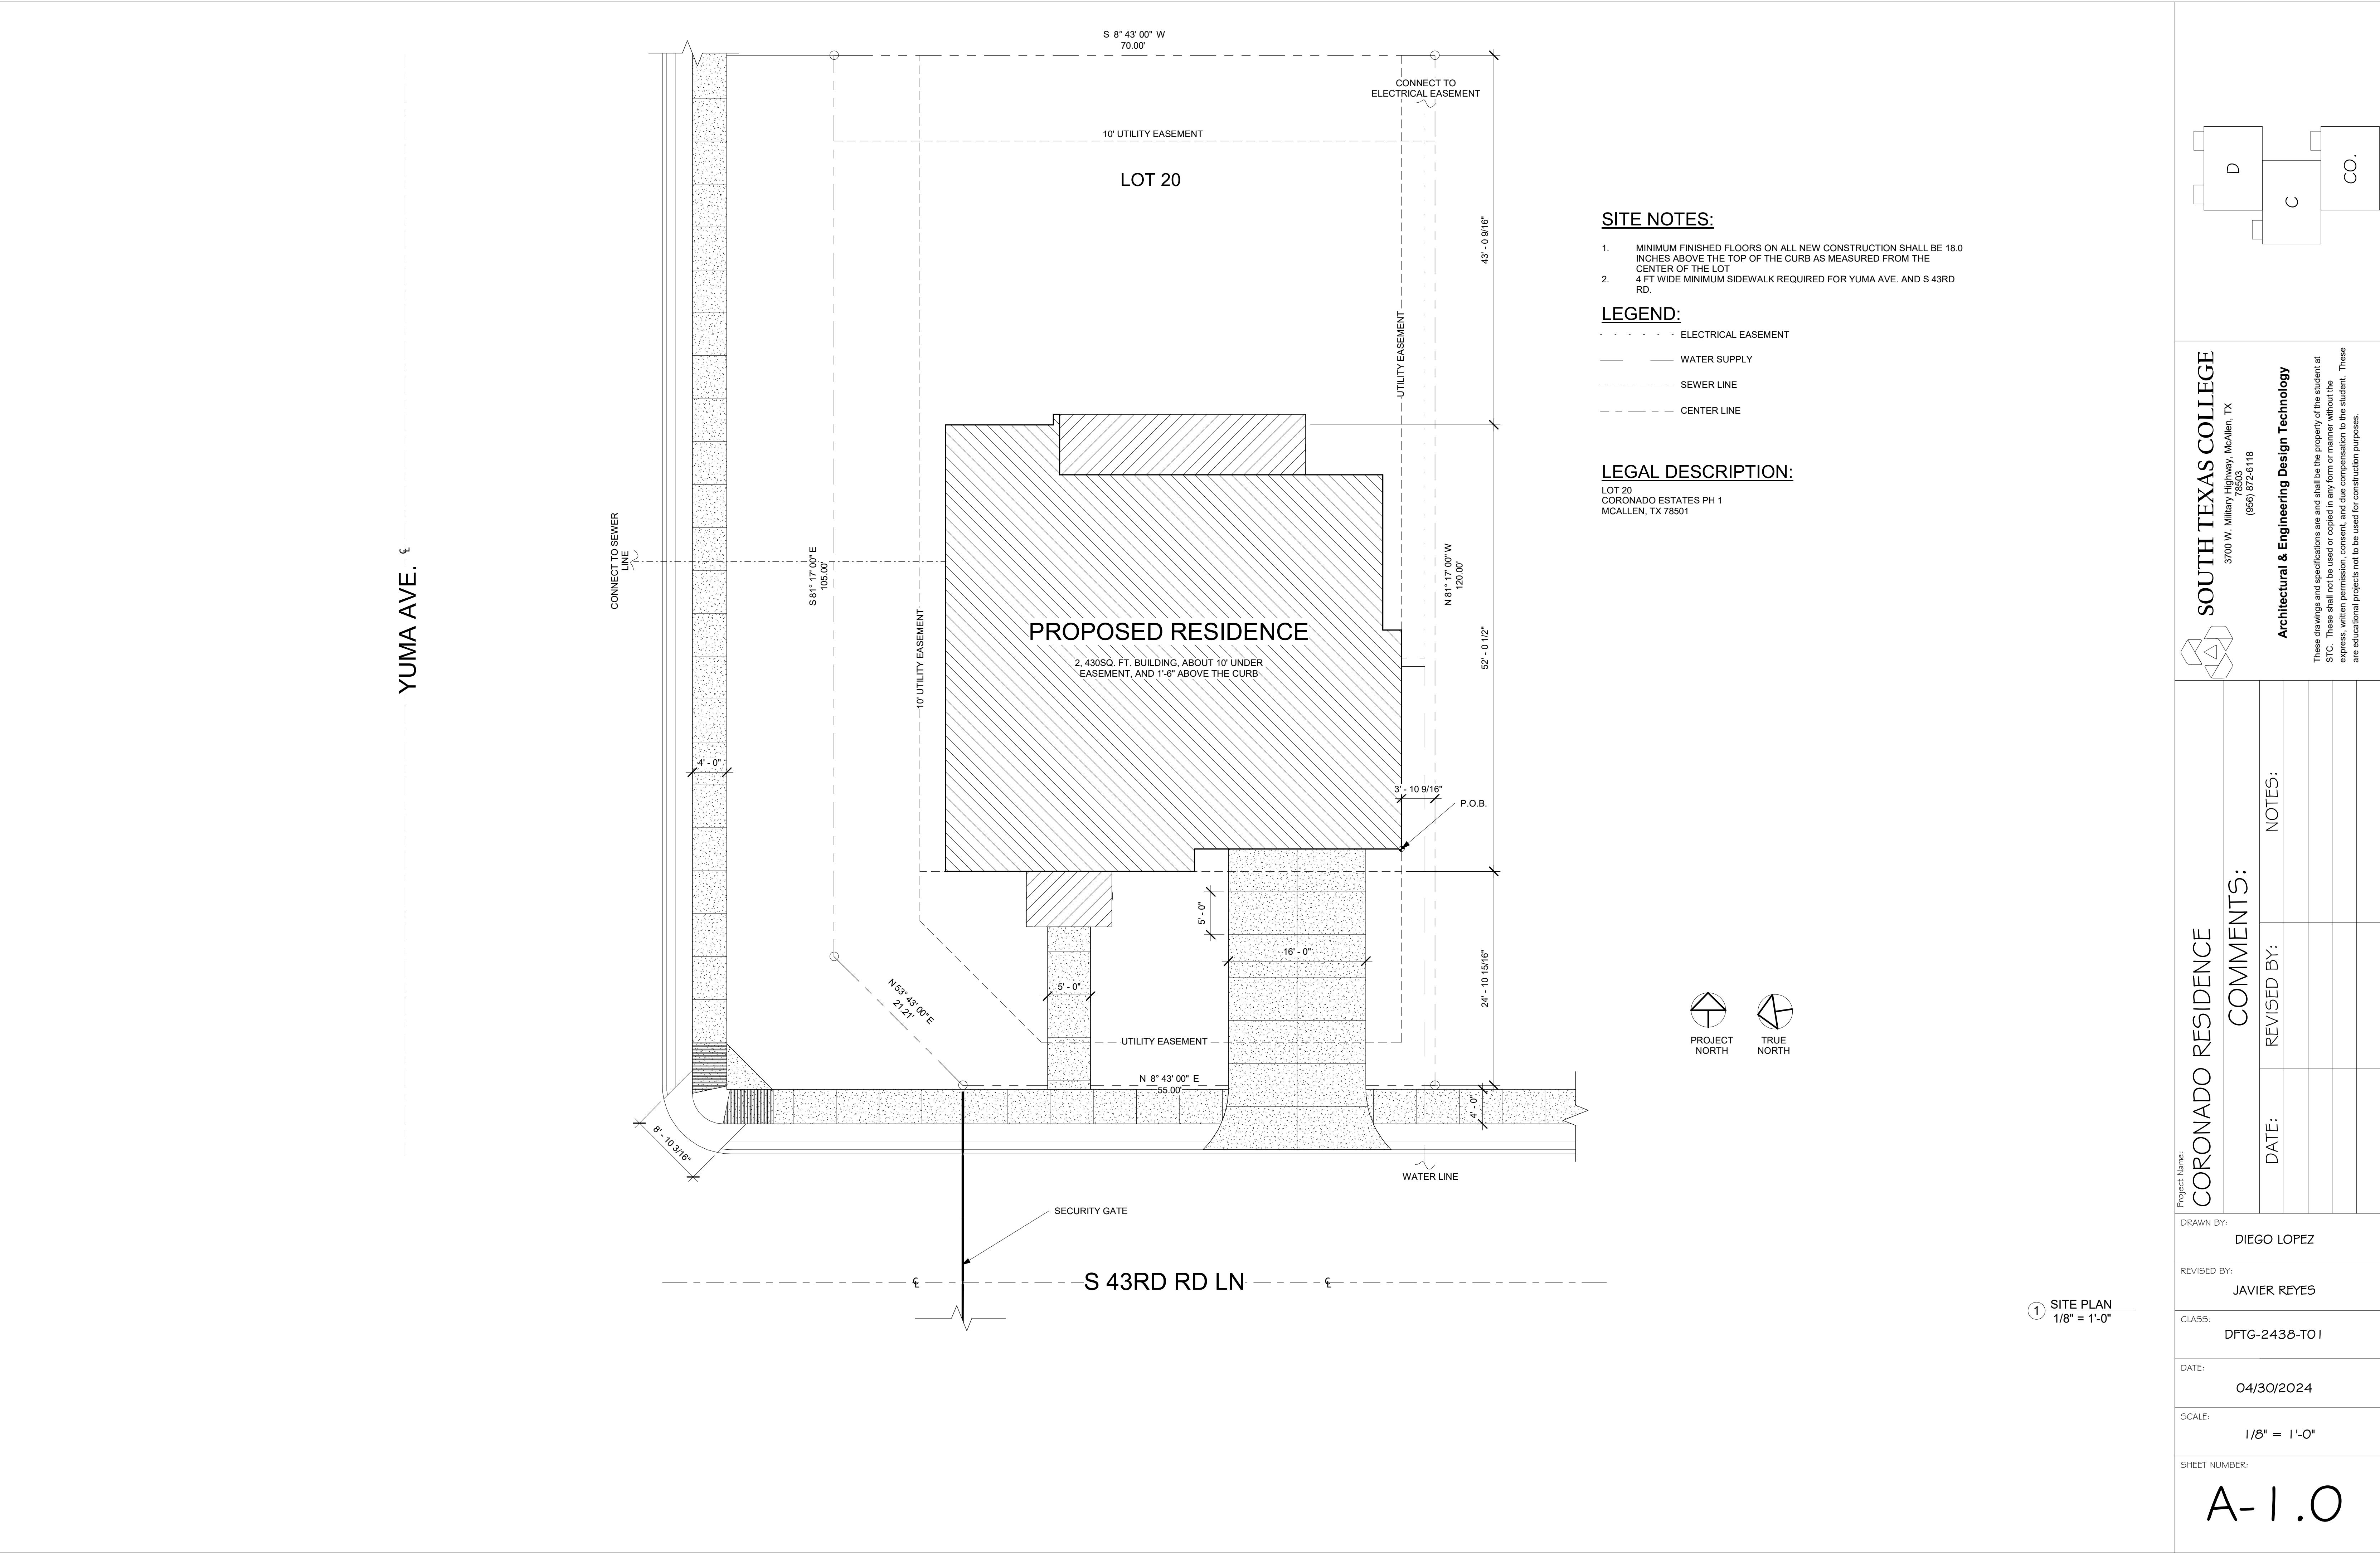 S 8° 43' 00" W
70.00'
CONNECT TO
ELECTRICAL EASEMENT
10' UTILITY EASEMENT
LOT 20
43' - 0 9/16"
UTILITY EASEMENT
YUMA AVE.
CONNECT TO SEWER
LINE
S 81° 17' 00" E
105.00'
10' UTILITY EASEMENT
N 81° 17' 00" W
120.00'
PROPOSED RESIDENCE
2, 430SQ. FT. BUILDING, ABOUT 10' UNDER
EASEMENT, AND 1'-6" ABOVE THE CURB
52' - 0 1/2"
4' - 0"
3' - 10 9/16"
P.O.B.
5' - 0"
16' - 0"
5' - 0"
24' - 10 15/16"
N 53° 43' 00" E
21.21'
UTILITY EASEMENT
N 8° 43' 00" E
55.00'
4' - 0"
8' - 10 3/16"
WATER LINE
SECURITY GATE
S 43RD RD LN
SITE NOTES:
1. MINIMUM FINISHED FLOORS ON ALL NEW CONSTRUCTION SHALL BE 18.0
INCHES ABOVE THE TOP OF THE CURB AS MEASURED FROM THE
CENTER OF THE LOT
2. 4 FT WIDE MINIMUM SIDEWALK REQUIRED FOR YUMA AVE. AND S 43RD
RD.
LEGEND:
ELECTRICAL EASEMENT
WATER SUPPLY
SEWER LINE
CENTER LINE
LEGAL DESCRIPTION:
LOT 20
CORONADO ESTATES PH 1
MCALLEN, TX 78501
PROJECT
NORTH
TRUE
NORTH
1 SITE PLAN
1/8" = 1'-0"
D
C
CO.
SOUTH TEXAS COLLEGE
3700 W. Military Highway, McAllen, TX
78503
(956) 872-6118
Architectural & Engineering Design Technology
These drawings and specifications are and shall be the property of the student at
STC. These shall not be used or copied in any form or manner without the
express, written permission, consent, and due compensation to the student. These
are educational projects not to be used for construction purposes.
Project Name:
CORONADO RESIDENCE
COMMENTS:
DATE:
REVISED BY:
NOTES:
DRAWN BY:
DIEGO LOPEZ
REVISED BY:
JAVIER REYES
CLASS:
DFTG-2438-T01
DATE:
04/30/2024
SCALE:
1/8" = 1'-0"
SHEET NUMBER:
A-1.0